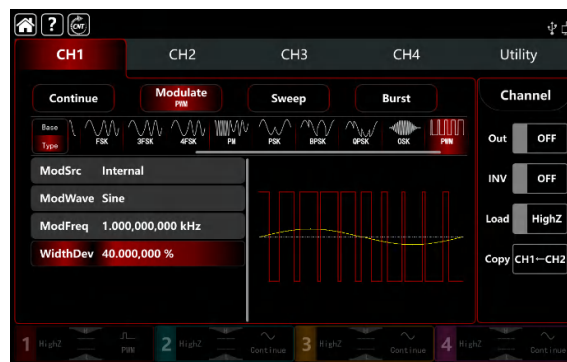 ? CNT
CH1 CH2 CH3 CH4 Utility
Continue Modulate PWM Sweep Burst Channel
Base Type FSK 3FSK 4FSK PM PSK BPSK QPSK OSK PWM
Out OFF
ModSrc Internal
INV OFF
ModWave Sine
ModFreq 1.000,000,000 kHz
Load HighZ
WidthDev 40.000,000 %
Copy CH1←CH2
1 HighZ PWM 2 HighZ Continue 3 HighZ Continue 4 HighZ Continue